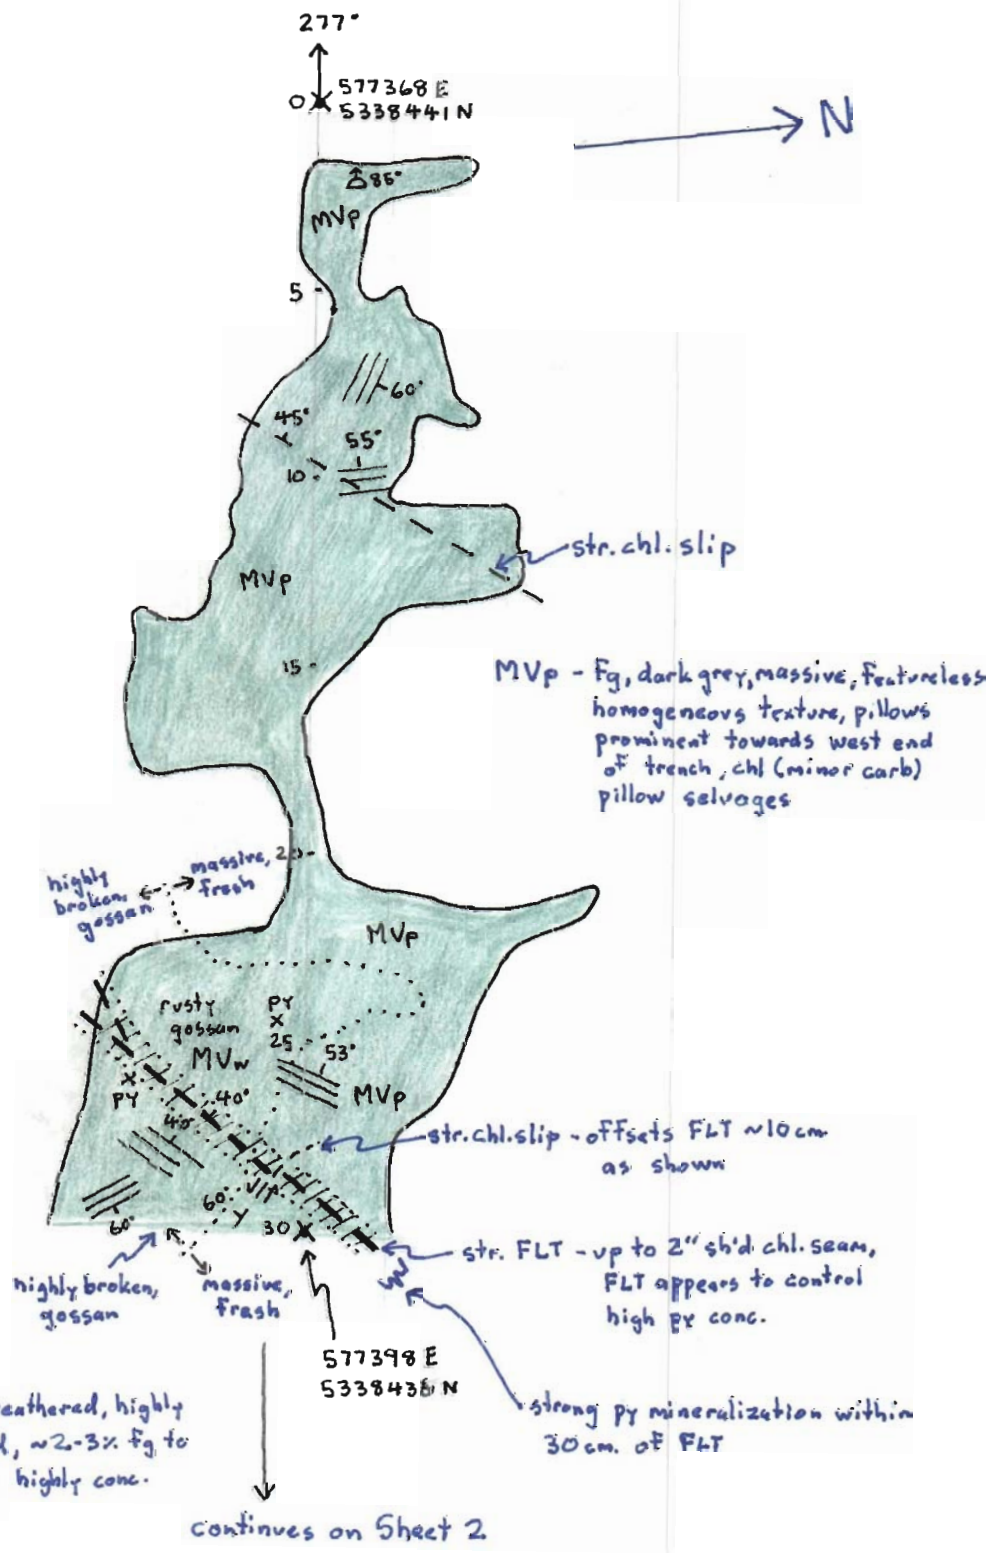 277°
577368 E
0 5338441 N
N
85°
MVp
5
60°
45°
55°
10
str. chl. slip
MVp
15
MVp - fg, dark grey, massive, featureless
homogeneous texture, pillows
prominent towards west end
of trench, chl (minor carb)
pillow selvages
20
massive,
fresh
highly
broken,
gossan
MVp
rusty
gossan
PY
x
25
53°
MVw
MVp
x
PY
40°
40°
str. chl. slip - offsets FLT ~10cm
as shown
60°
60°
30
str. FLT - up to 2" sh'd chl. seam,
FLT appears to control
high py conc.
highly broken,
gossan
massive,
fresh
577398 E
N
strong py mineralization within
30cm. of FLT
eathered, highly
, ~2-3% fg to
highly conc.
continues on Sheet 2